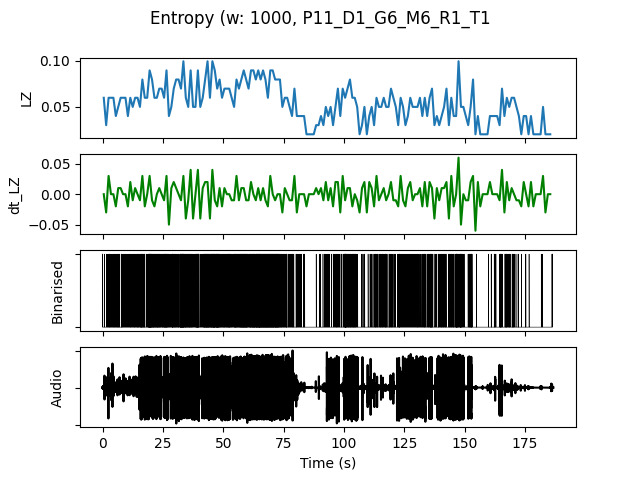 Entropy (w: 1000, P11_D1_G6_M6_R1_T1
0.10
0.05
LZ
0.05
0.00
−0.05
dt_LZ
Binarised
Audio
0 25 50 75 100 125 150 175
Time (s)